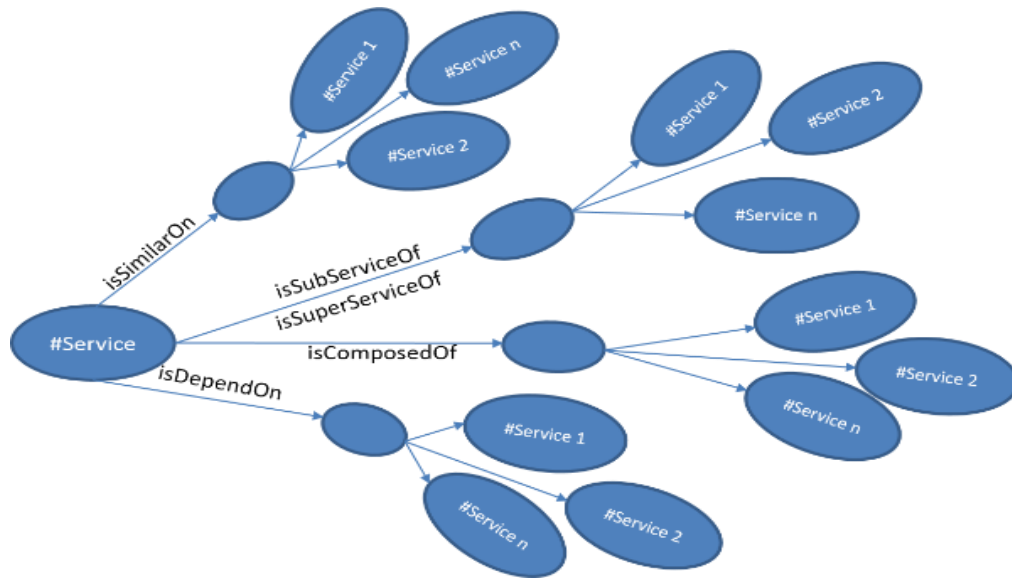 #Service 1
#Service n
#Service 2
isSimilarOn
#Service 1
#Service 2
#Service n
isSubServiceOf
isSuperServiceOf
#Service
isComposedOf
#Service 1
#Service 2
#Service n
isDependOn
#Service 1
#Service 2
#Service n